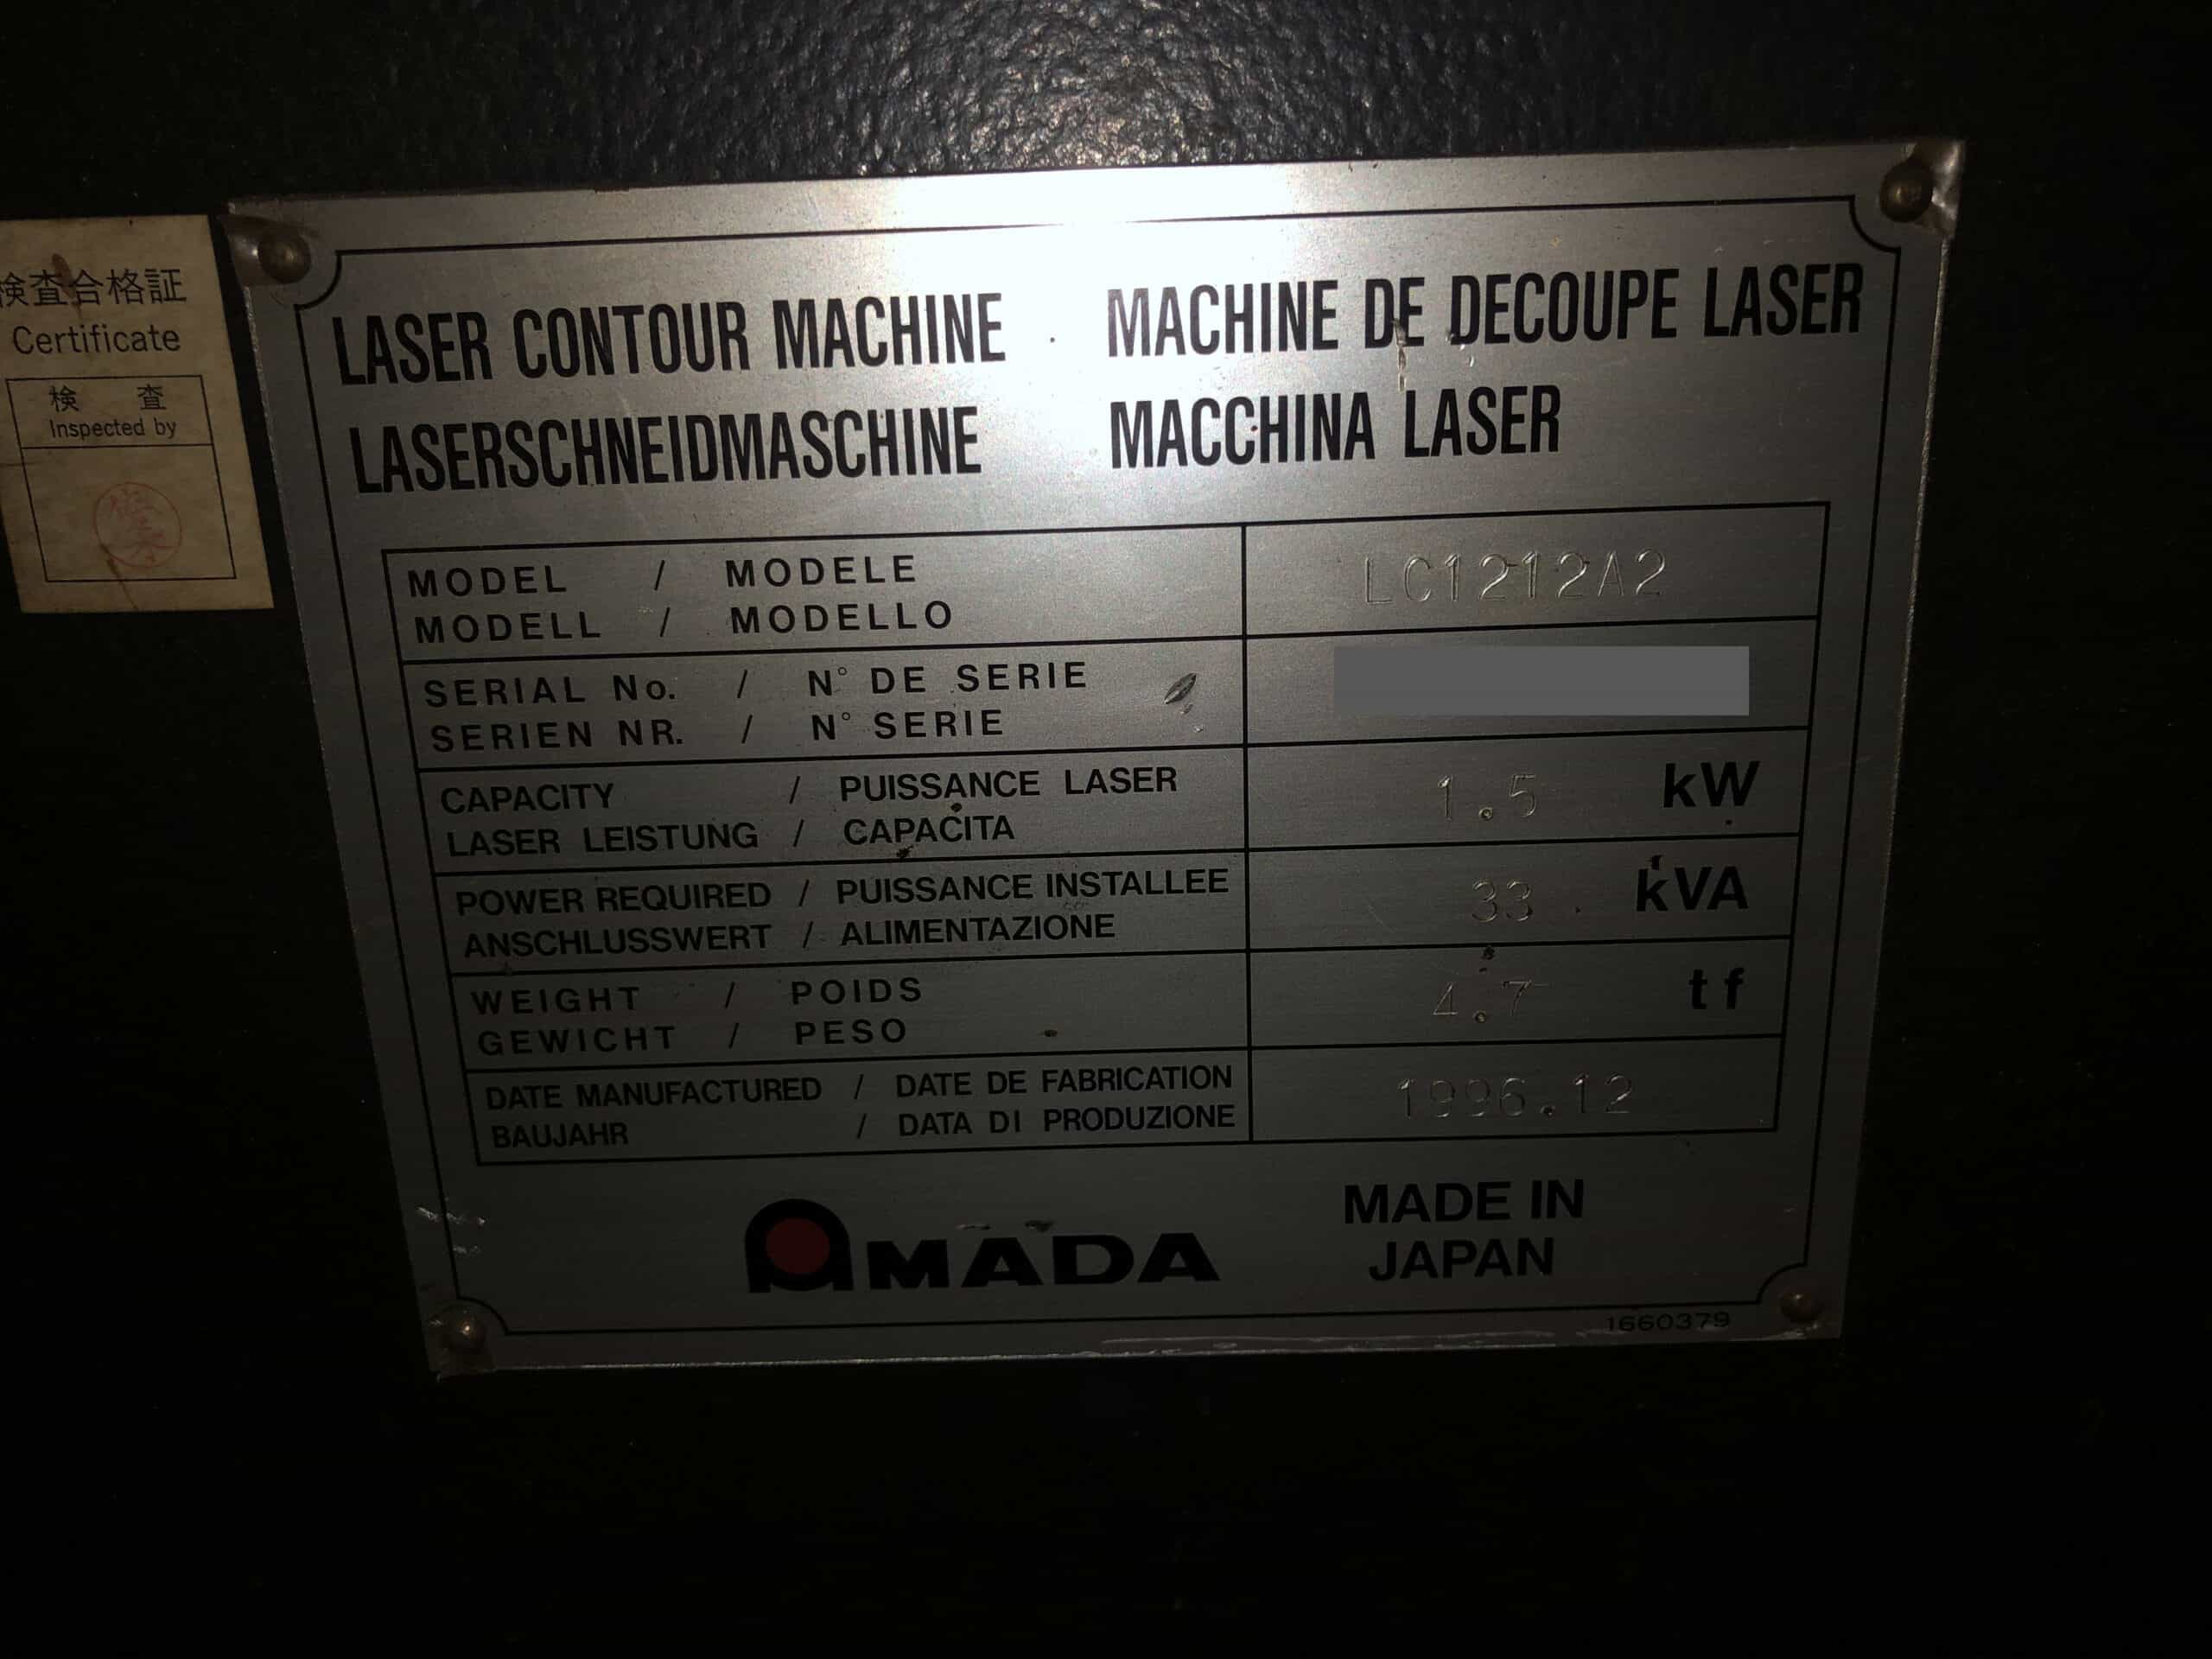 検査合格証
Certificate
検 査
Inspected by
LASER CONTOUR MACHINE MACHINE DE DECOUPE LASER
LASERSCHNEIDMASCHINE MACCHINA LASER
MODEL / MODELE
MODELL / MODELLO
LC1212A2
SERIAL No. / N° DE SERIE
SERIEN NR. / N° SERIE
CAPACITY / PUISSANCE LASER
LASER LEISTUNG / CAPACITA
1.5 kW
POWER REQUIRED / PUISSANCE INSTALLEE
ANSCHLUSSWERT / ALIMENTAZIONE
33 kVA
WEIGHT / POIDS
GEWICHT / PESO
4.7 tf
DATE MANUFACTURED / DATE DE FABRICATION
BAUJAHR / DATA DI PRODUZIONE
1996.12
AMADA
MADE IN
JAPAN
1660379